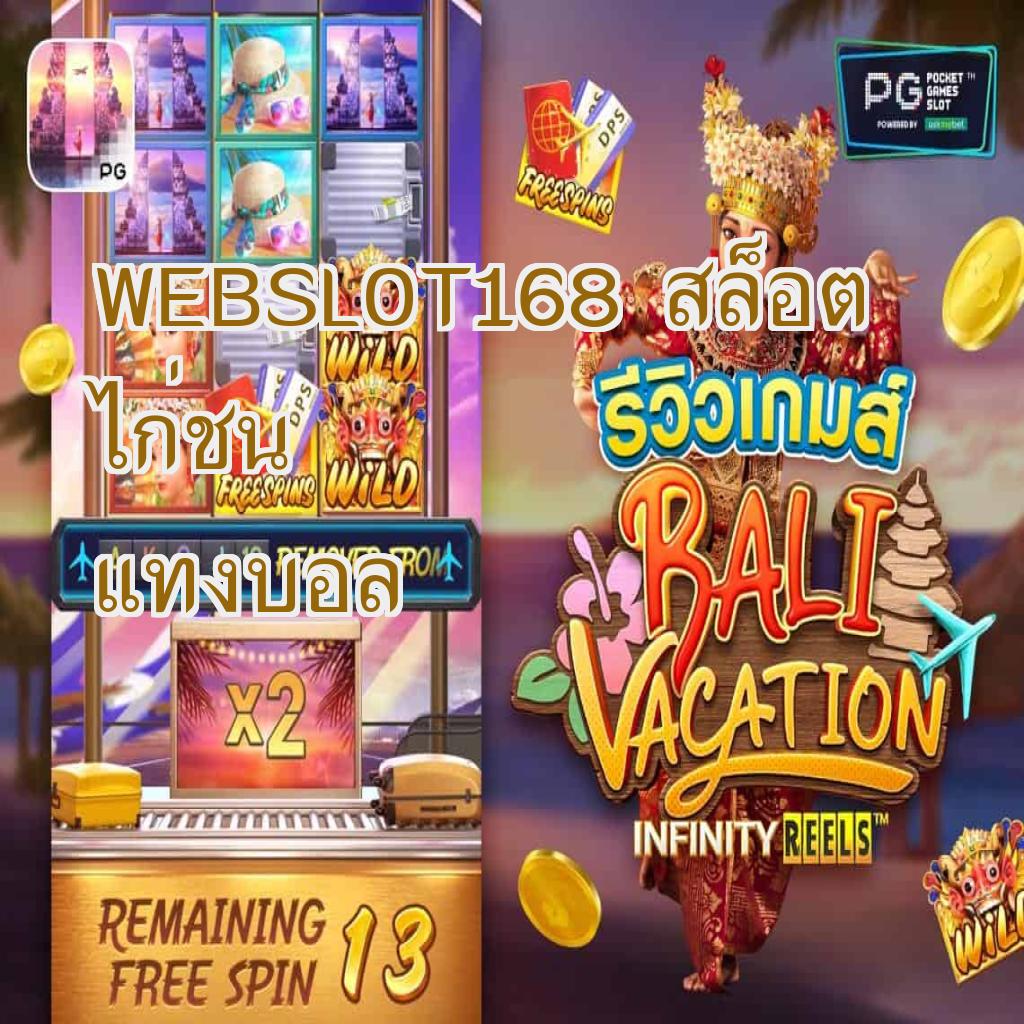 PG
PG POCKET GAMES SLOT™
POWERED BY askmebet
DPS
FREESPINS
WEBSLOT168 สล็อต
ไก่ชน
แทงบอล
WILD
DPS
FREESPINS
WILD
REMOVED FROM
x2
REMAINING
FREE SPIN 13
รีวิวเกมส์
BALI
VACATION
INFINITY REELS™
WILD